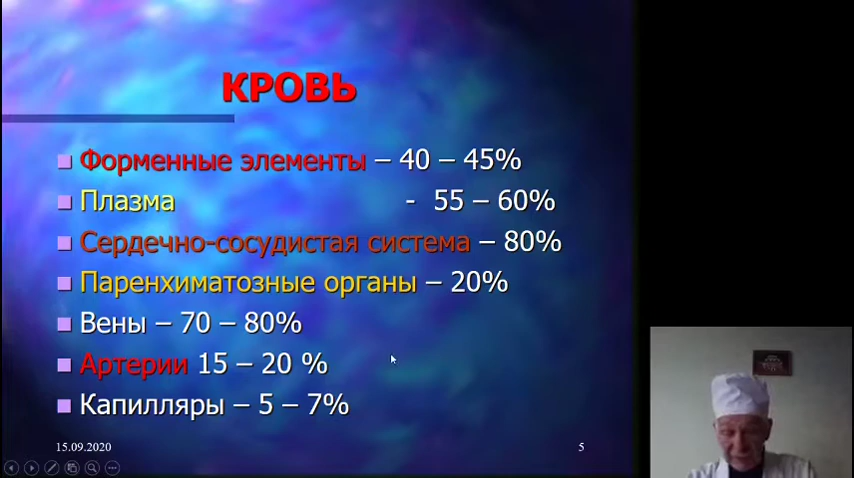 КРОВЬ
Форменные элементы – 40 – 45%
Плазма - 55 – 60%
Сердечно-сосудистая система – 80%
Паренхиматозные органы – 20%
Вены – 70 – 80%
Артерии 15 – 20 %
Капилляры – 5 – 7%
15.09.2020 5